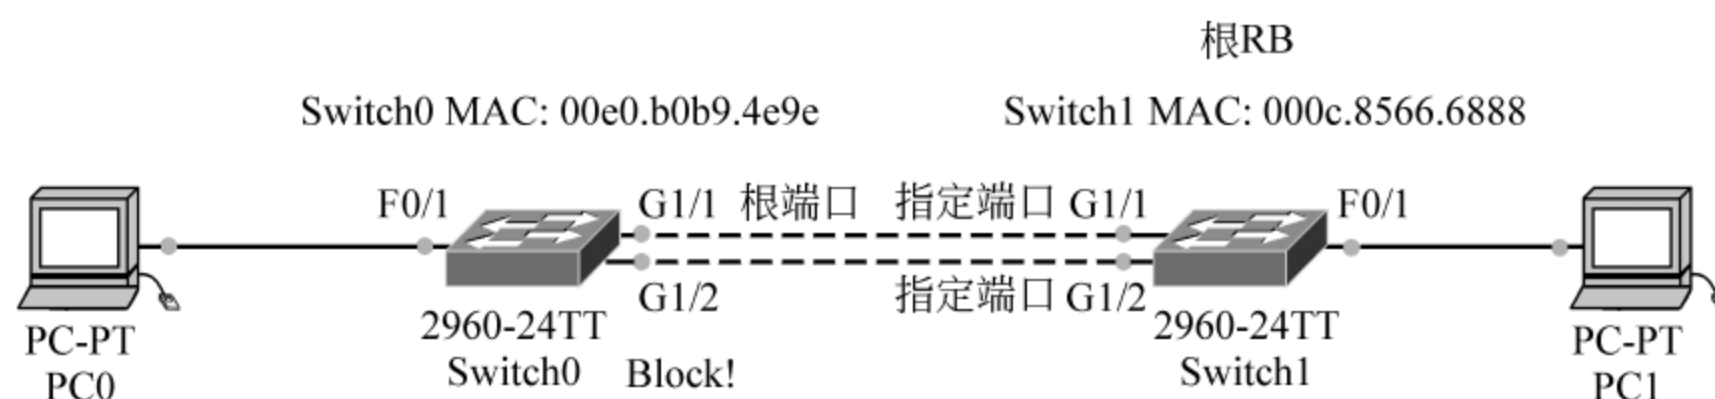 根RB
Switch0 MAC: 00e0.b0b9.4e9e
Switch1 MAC: 000c.8566.6888
F0/1
G1/1 根端口
指定端口 G1/1
F0/1
G1/2
指定端口 G1/2
PC-PT
PC0
2960-24TT
Switch0
Block!
2960-24TT
Switch1
PC-PT
PC1